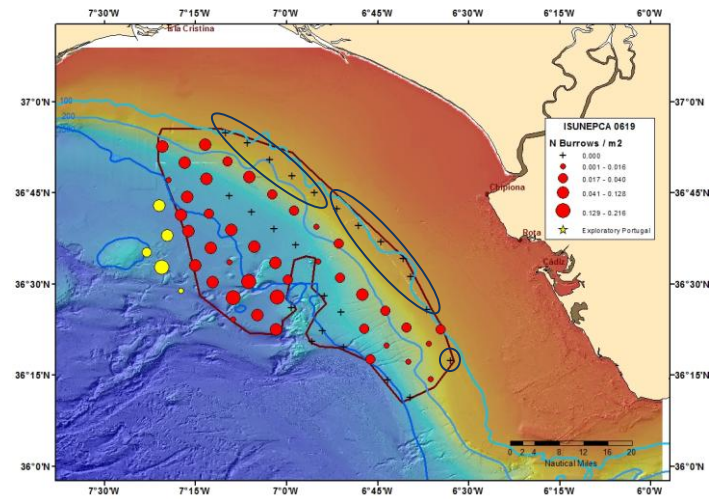 7°30'W 7°15'W 7°0'W 6°45'W 6°30'W 6°15'W 6°0'W
Isla Cristina
37°0'N 37°0'N
100
200
ISUNEPCA 0619
N Burrows / m2
0.000
0.001 - 0.016
0.017 - 0.040
0.041 - 0.128
0.129 - 0.216
Exploratory Portugal
36°45'N 36°45'N
Chipiona
Rota
Cádiz
36°30'N 36°30'N
36°15'N 36°15'N
0 2 4 8 12 16 20
Nautical Miles
36°0'N 36°0'N
7°30'W 7°15'W 7°0'W 6°45'W 6°30'W 6°15'W 6°0'W